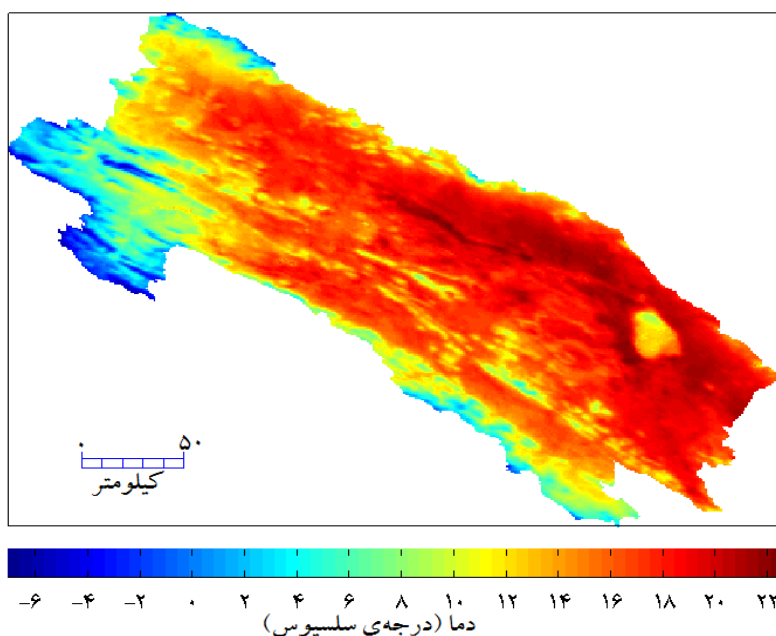 ۰ ۵۰
کیلومتر
-۶ -۴ -۲ ۰ ۲ ۴ ۶ ۸ ۱۰ ۱۲ ۱۴ ۱۶ ۱۸ ۲۰ ۲۲
دما (درجه‌ی سلسیوس)